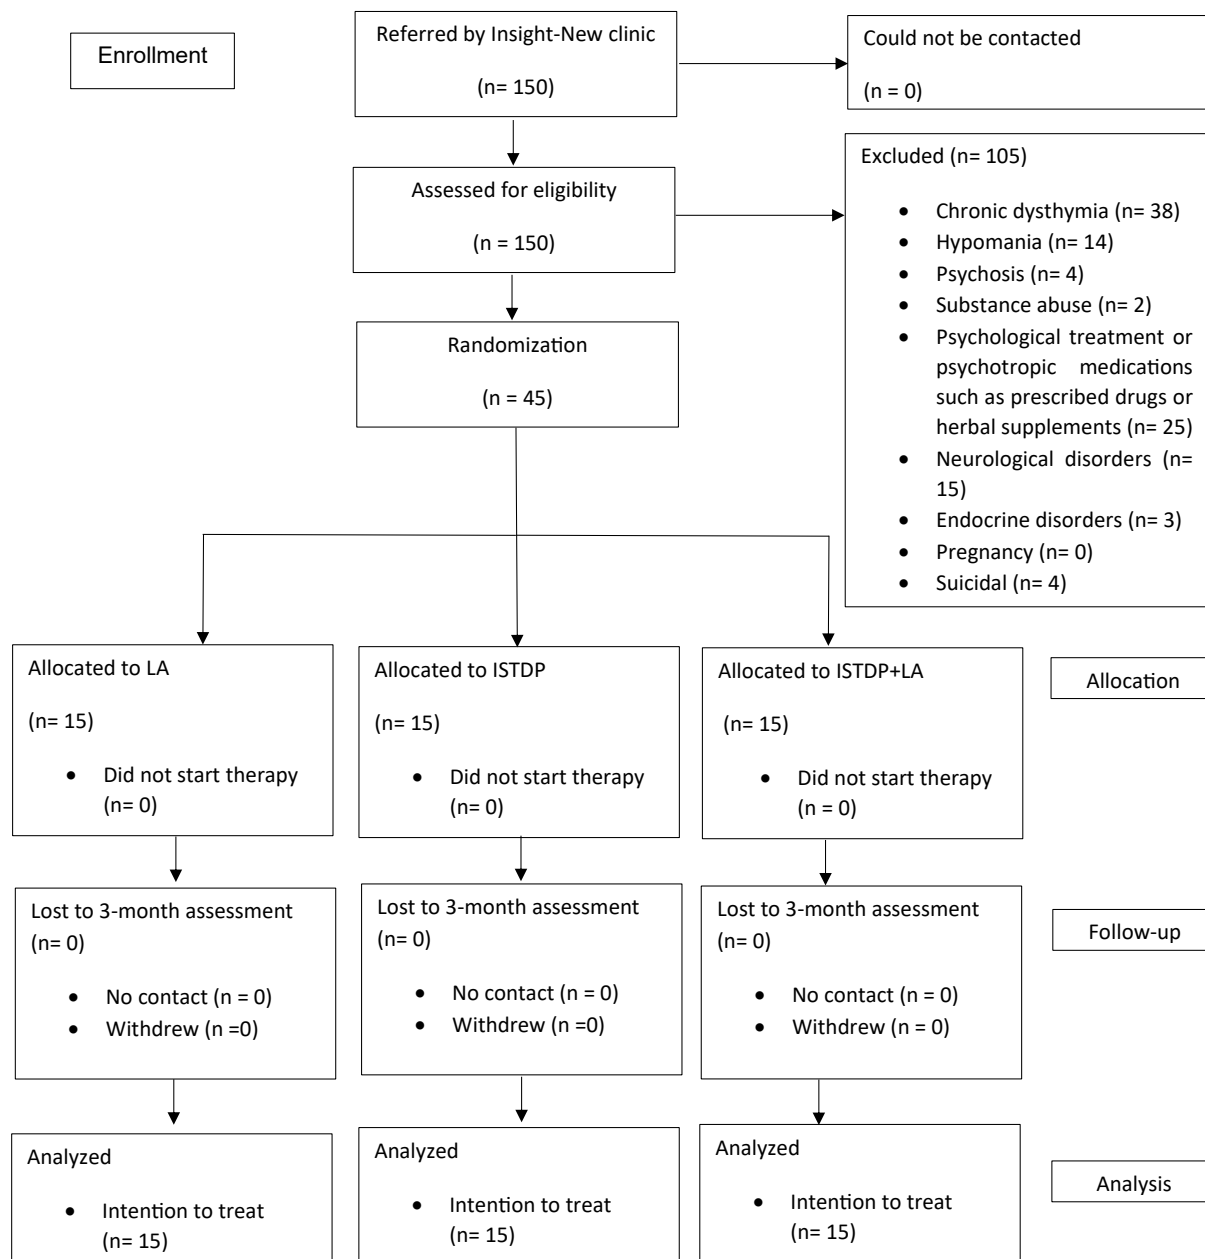 Enrollment
Referred by Insight-New clinic
(n= 150)
Could not be contacted
(n = 0)
Assessed for eligibility
(n = 150)
Excluded (n= 105)
• Chronic dysthymia (n= 38)
• Hypomania (n= 14)
• Psychosis (n= 4)
• Substance abuse (n= 2)
• Psychological treatment or
psychotropic medications
such as prescribed drugs or
herbal supplements (n= 25)
• Neurological disorders (n=
15)
• Endocrine disorders (n= 3)
• Pregnancy (n= 0)
• Suicidal (n= 4)
Randomization
(n = 45)
Allocated to LA
(n= 15)
• Did not start therapy
(n= 0)
Allocated to ISTDP
(n= 15)
• Did not start therapy
(n= 0)
Allocated to ISTDP+LA
(n= 15)
• Did not start therapy
(n = 0)
Allocation
Lost to 3-month assessment
(n= 0)
• No contact (n = 0)
• Withdrew (n =0)
Lost to 3-month assessment
(n= 0)
• No contact (n = 0)
• Withdrew (n =0)
Lost to 3-month assessment
(n= 0)
• No contact (n = 0)
• Withdrew (n = 0)
Follow-up
Analyzed
• Intention to treat
(n= 15)
Analyzed
• Intention to treat
(n= 15)
Analyzed
• Intention to treat
(n= 15)
Analysis